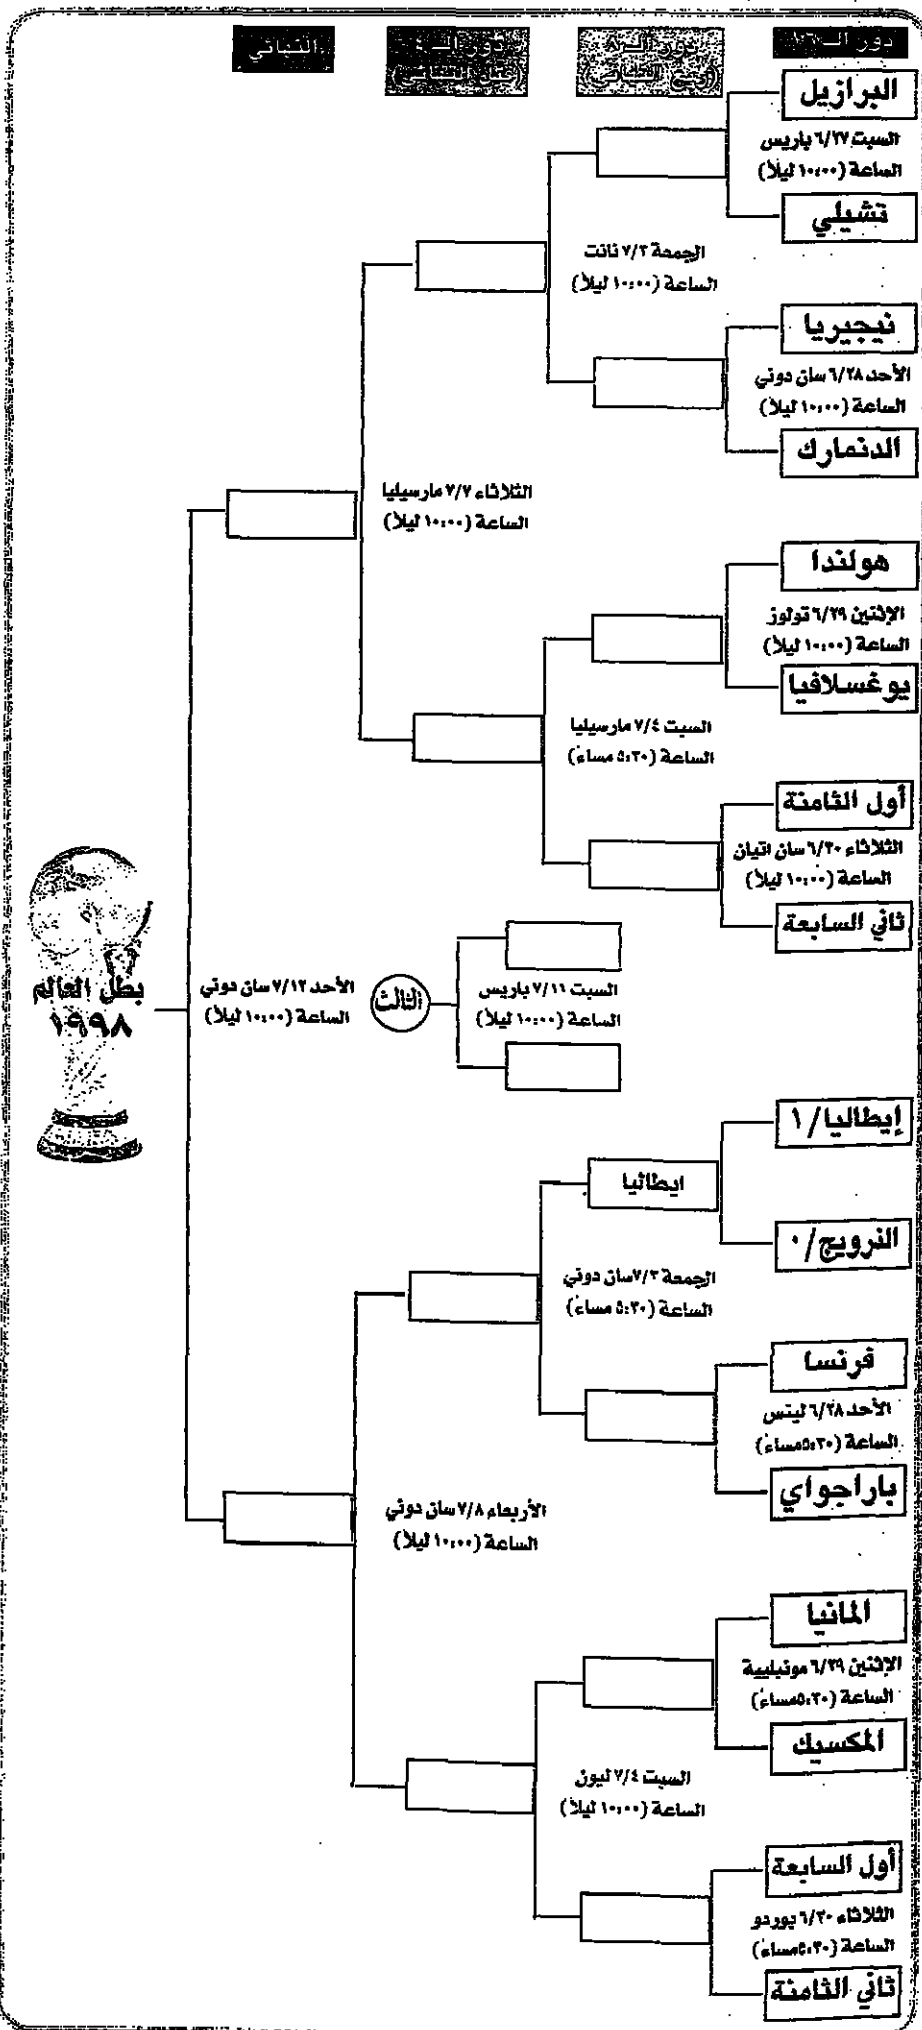 دور الـ ١٦
دور الـ ٨
(ربع النهائي)
دور الـ ٤
النهائي
البرازيل
السبت ٦/٢٧ باريس
الساعة (١٠:٠٠ ليلاً)
تشيلي
الجمعة ٧/٣ نانت
الساعة (١٠:٠٠ ليلاً)
نيجيريا
الأحد ٦/٢٨ سان دوني
الساعة (١٠:٠٠ ليلاً)
الدنمارك
الثلاثاء ٧/٧ مارسيليا
الساعة (١٠:٠٠ ليلاً)
هولندا
الإثنين ٦/٢٩ تولوز
الساعة (١٠:٠٠ ليلاً)
يوغسلافيا
السبت ٧/٤ مارسيليا
الساعة (٥:٣٠ مساءً)
أول الثامنة
الثلاثاء ٦/٣٠ سان اتيان
الساعة (١٠:٠٠ ليلاً)
ثاني السابعة
السبت ٧/١١ باريس
الساعة (١٠:٠٠ ليلاً)
الثالث
الأحد ٧/١٢ سان دوني
الساعة (١٠:٠٠ ليلاً)
بطل العالم
١٩٩٨
إيطاليا/١
ايطاليا
النرويج/٠
الجمعة ٧/٣ سان دوني
الساعة (٥:٣٠ مساءً)
فرنسا
الأحد ٦/٢٨ لينس
الساعة (٥:٣٠ مساءً)
باراجواي
الأربعاء ٧/٨ سان دوني
الساعة (١٠:٠٠ ليلاً)
المانيا
الإثنين ٦/٢٩ مونبلييه
الساعة (٥:٣٠ مساءً)
المكسيك
السبت ٧/٤ ليون
الساعة (١٠:٠٠ ليلاً)
أول السابعة
الثلاثاء ٦/٣٠ بوردو
الساعة (٥:٣٠ مساءً)
ثاني الثامنة